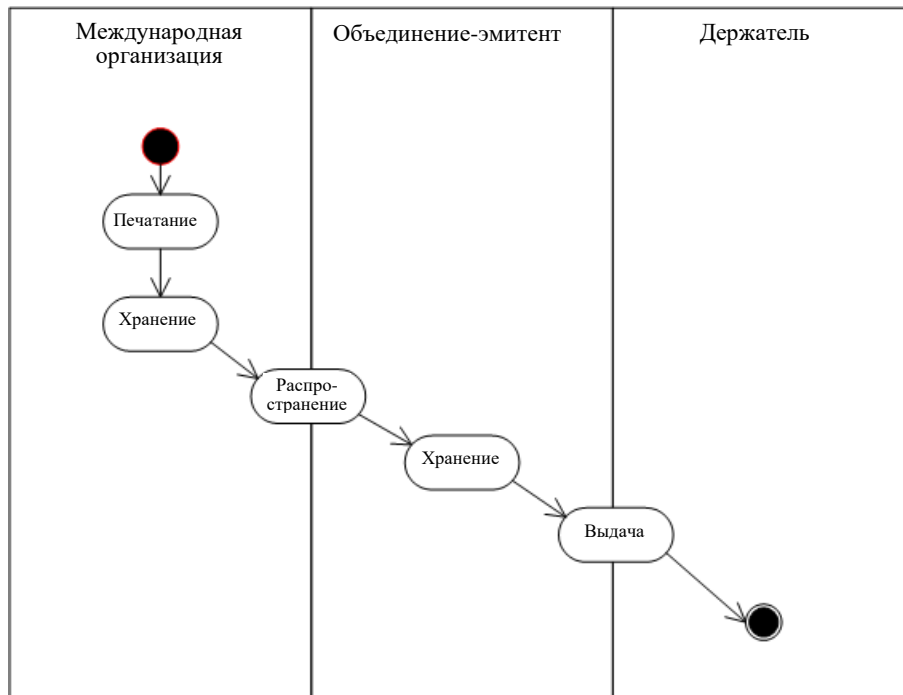 Международная
организация
Объединение-эмитент
Держатель
Печатание
Хранение
Распро-
странение
Хранение
Выдача